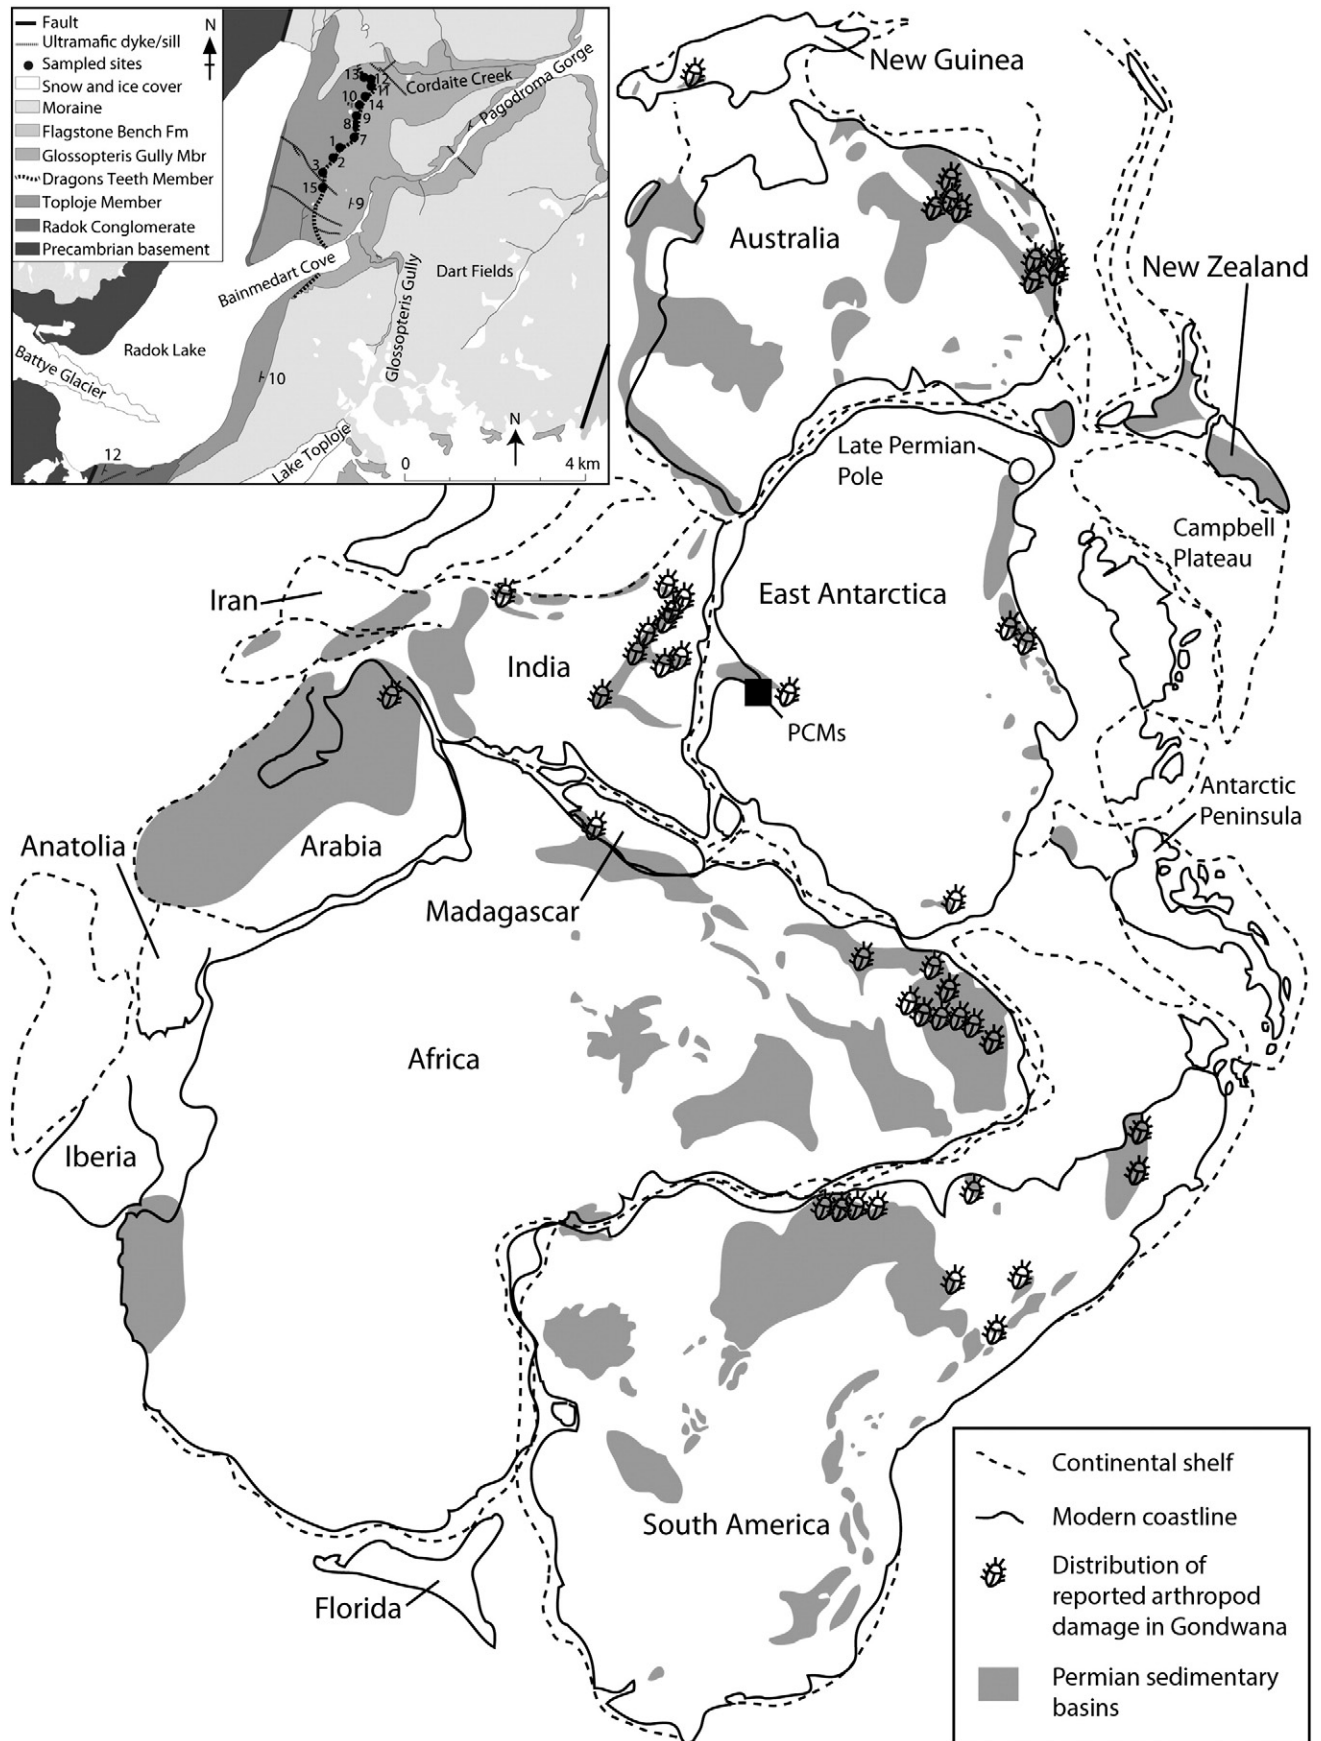 Fault
Ultramafic dyke/sill
Sampled sites
Snow and ice cover
Moraine
Flagstone Bench Fm
Glossopteris Gully Mbr
Dragons Teeth Member
Toploje Member
Radok Conglomerate
Precambrian basement
N
13
12
11
10
14
9
8
7
1
2
3
15
9
Cordaite Creek
Pagodroma Gorge
Bainmedart Cove
Glossopteris Gully
Dart Fields
Radok Lake
Battye Glacier
10
12
Lake Toploje
N
0
4 km
New Guinea
Australia
New Zealand
Late Permian
Pole
Campbell
Plateau
Iran
East Antarctica
India
PCMs
Antarctic
Peninsula
Anatolia
Arabia
Madagascar
Africa
Iberia
South America
Florida
Continental shelf
Modern coastline
Distribution of
reported arthropod
damage in Gondwana
Permian sedimentary
basins